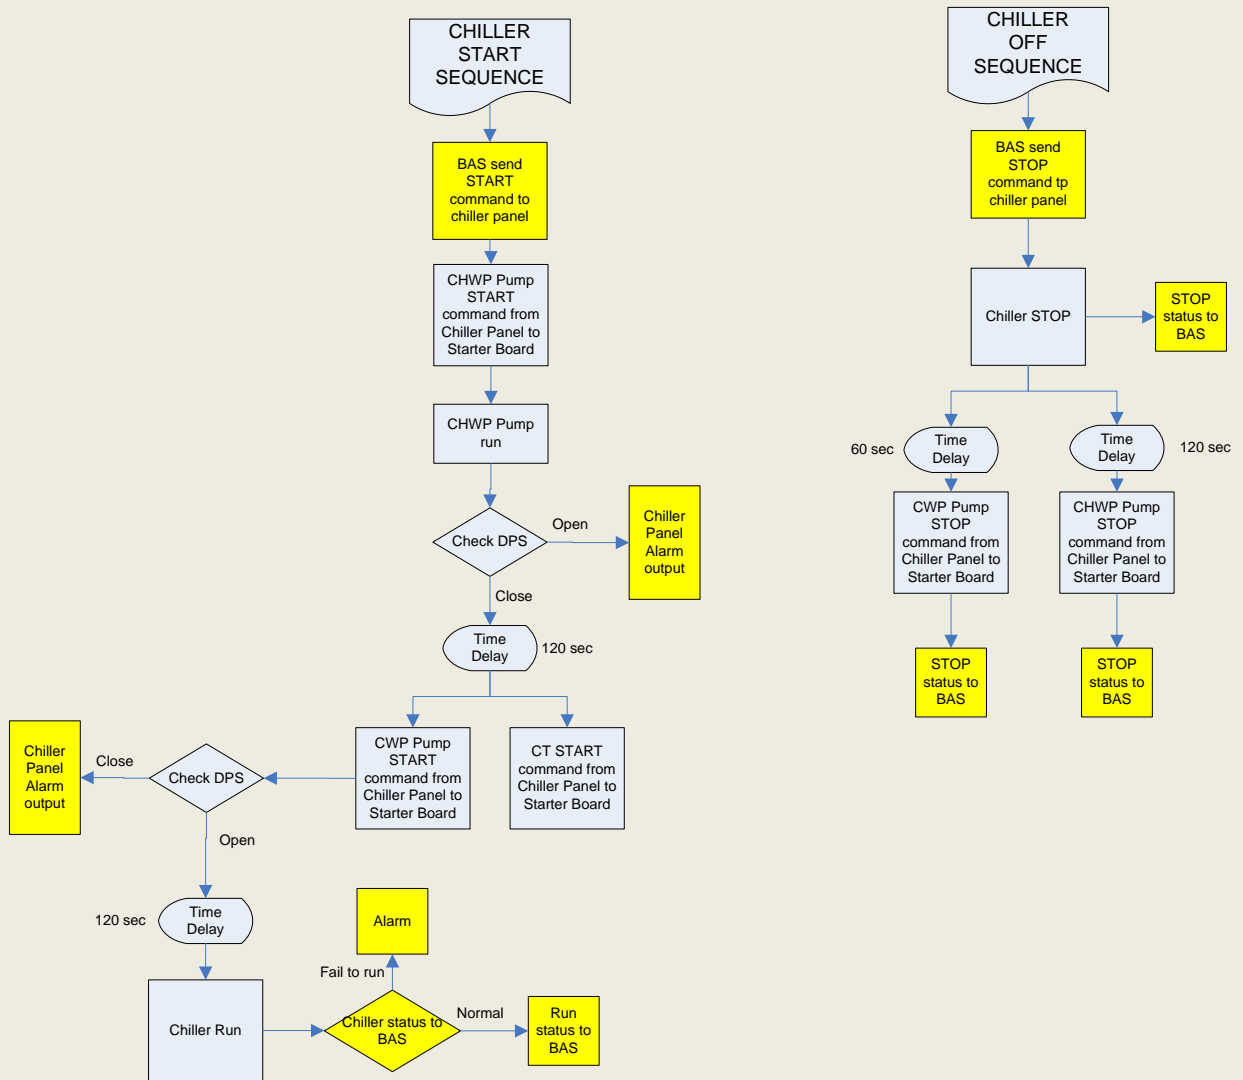 CHILLER
START
SEQUENCE
BAS send
START
command to
chiller panel
CHWP Pump
START
command from
Chiller Panel to
Starter Board
CHWP Pump
run
Check DPS
Open
Chiller
Panel
Alarm
output
Close
Time
Delay
120 sec
CWP Pump
START
command from
Chiller Panel to
Starter Board
CT START
command from
Chiller Panel to
Starter Board
Check DPS
Close
Chiller
Panel
Alarm
output
Open
120 sec
Time
Delay
Chiller Run
Chiller status to
BAS
Fail to run
Alarm
Normal
Run
status to
BAS
CHILLER
OFF
SEQUENCE
BAS send
STOP
command tp
chiller panel
Chiller STOP
STOP
status to
BAS
60 sec
Time
Delay
Time
Delay
120 sec
CWP Pump
STOP
command from
Chiller Panel to
Starter Board
CHWP Pump
STOP
command from
Chiller Panel to
Starter Board
STOP
status to
BAS
STOP
status to
BAS